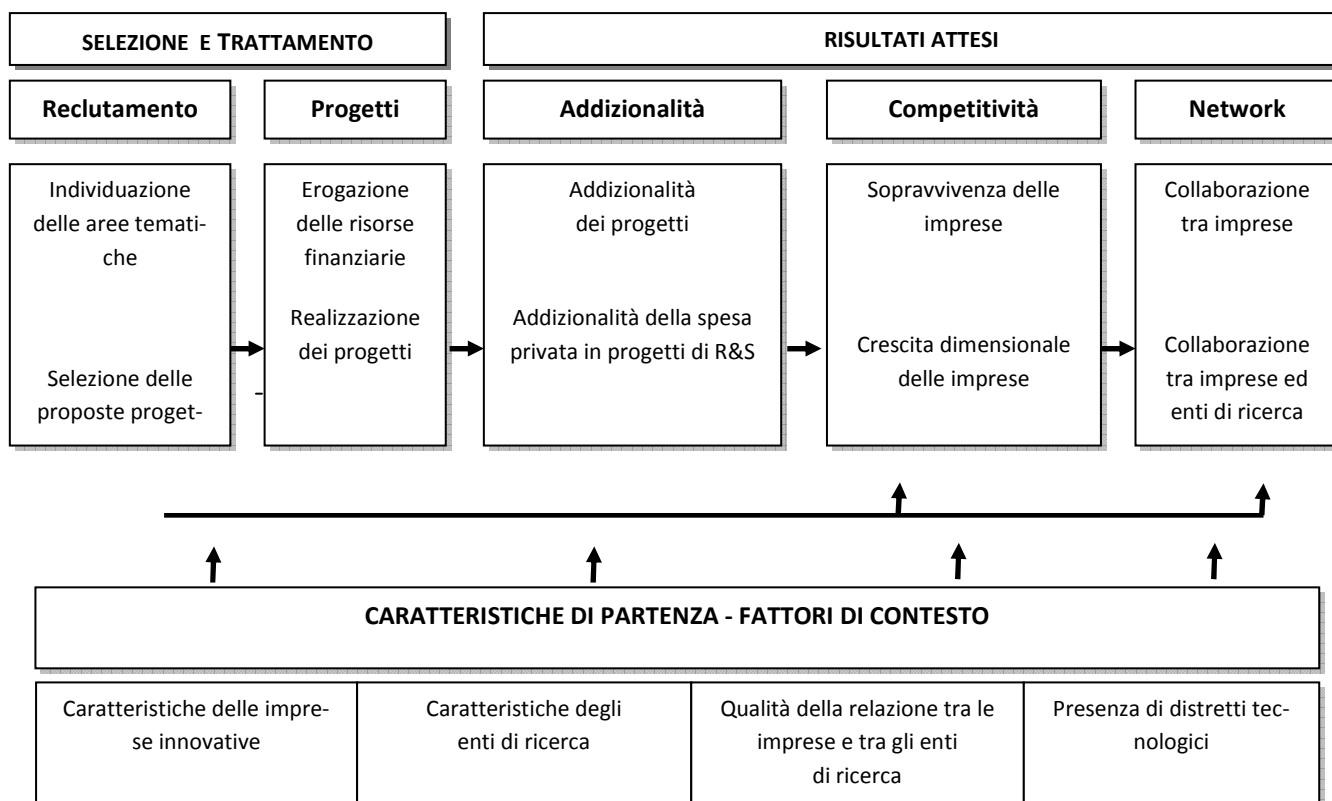 SELEZIONE E TRATTAMENTO
RISULTATI ATTESI
Reclutamento
Progetti
Addizionalità
Competitività
Network
Individuazione
delle aree temati-
che
Selezione delle
proposte proget-
Erogazione
delle risorse
finanziarie
Realizzazione
dei progetti
-
Addizionalità
dei progetti
Addizionalità della spesa
privata in progetti di R&S
Sopravvivenza delle
imprese
Crescita dimensionale
delle imprese
Collaborazione
tra imprese
Collaborazione
tra imprese ed
enti di ricerca
CARATTERISTICHE DI PARTENZA - FATTORI DI CONTESTO
Caratteristiche delle impre-
se innovative
Caratteristiche degli
enti di ricerca
Qualità della relazione tra le
imprese e tra gli enti
di ricerca
Presenza di distretti tec-
nologici